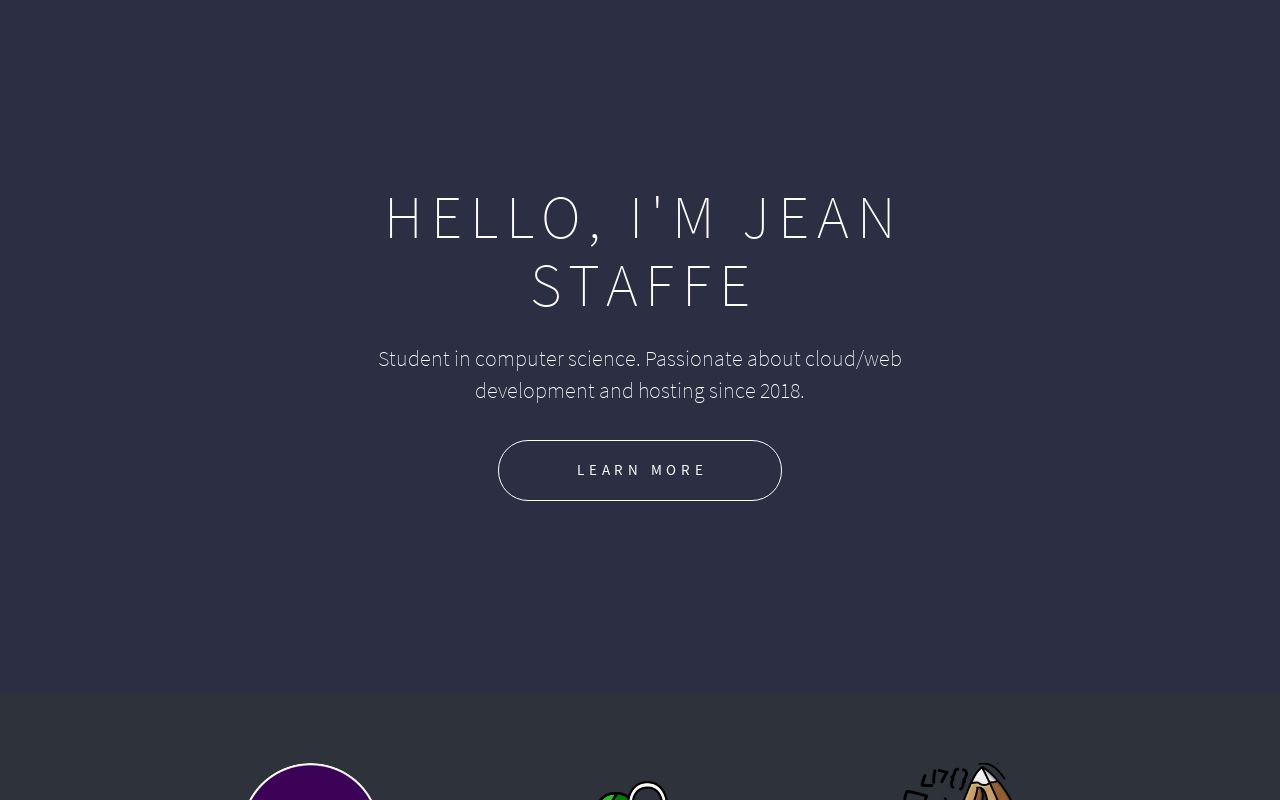 HELLO, I'M JEAN
STAFFE
Student in computer science. Passionate about cloud/web
development and hosting since 2018.
LEARN MORE